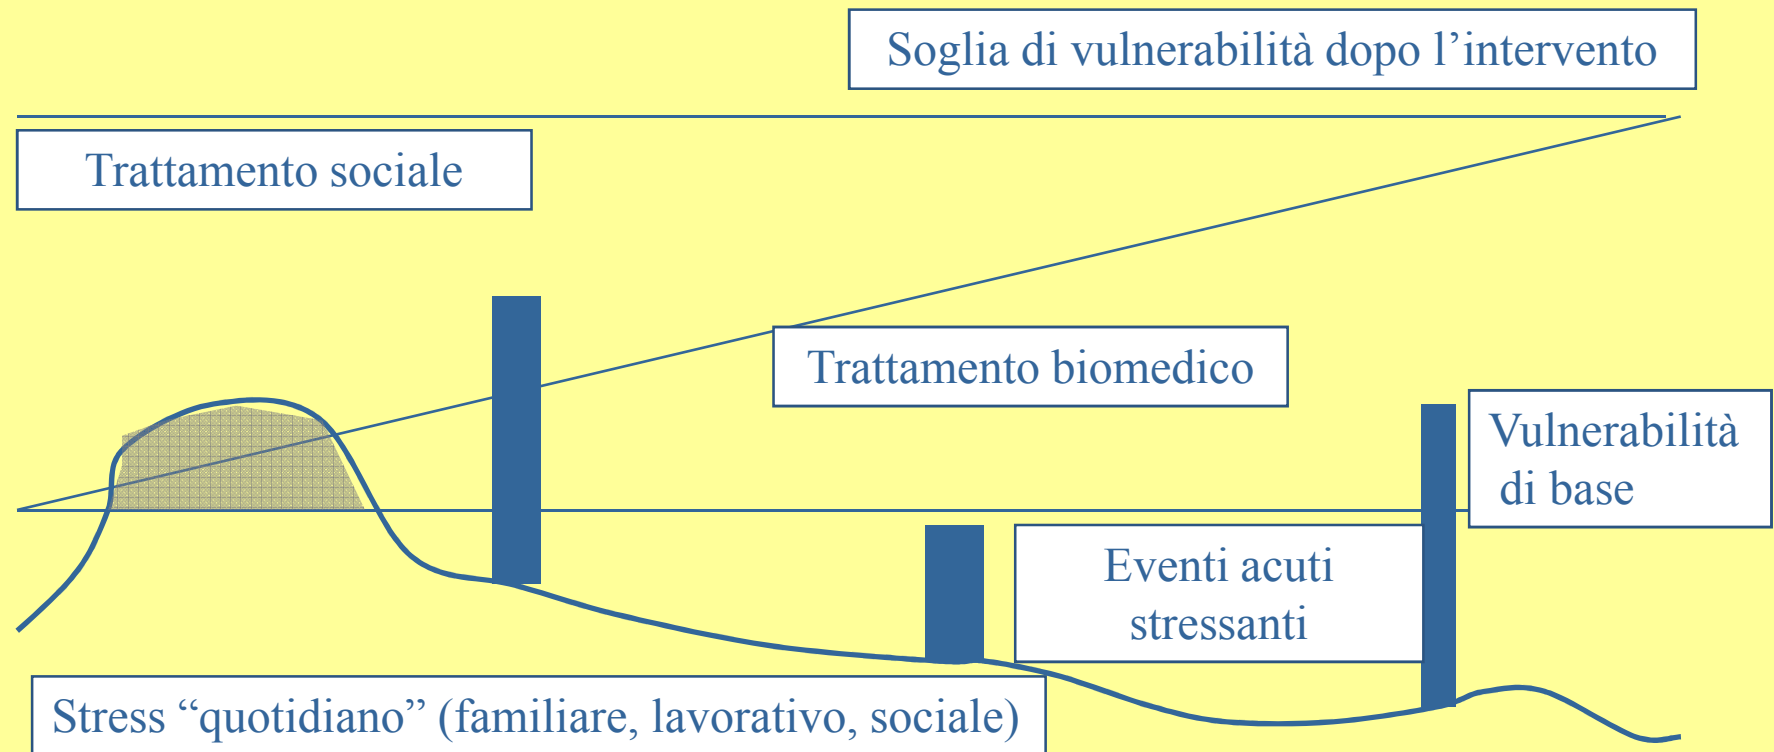 Soglia di vulnerabilità dopo l’intervento
Trattamento sociale
Trattamento biomedico
Vulnerabilità
di base
Eventi acuti
stressanti
Stress “quotidiano” (familiare, lavorativo, sociale)